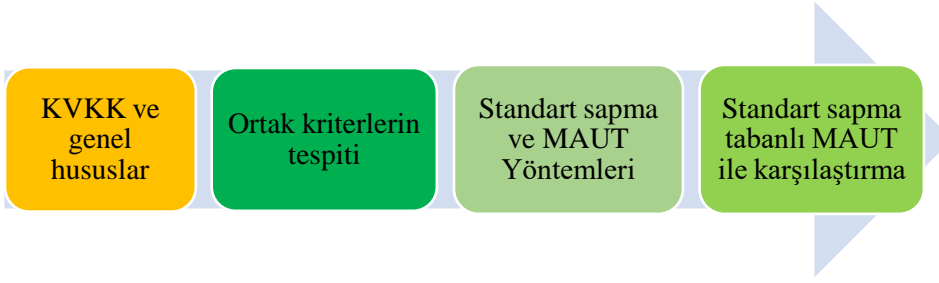 KVKK ve
genel
hususlar
Ortak kriterlerin
tespiti
Standart sapma
ve MAUT
Yöntemleri
Standart sapma
tabanlı MAUT
ile karşılaştırma